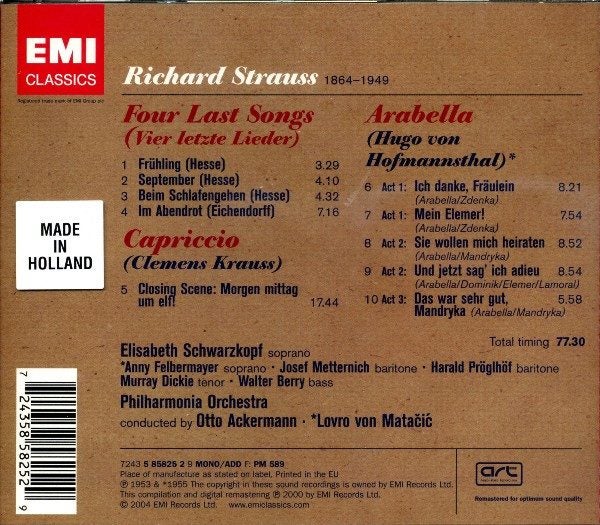 EMI
CLASSICS
Registered trade mark of EMI Group plc
Richard Strauss 1864–1949
Four Last Songs
(Vier letzte Lieder)
1 Frühling (Hesse) 3.29
2 September (Hesse) 4.10
3 Beim Schlafengehen (Hesse) 4.32
4 Im Abendrot (Eichendorff) 7.16
Capriccio
(Clemens Krauss)
5 Closing Scene: Morgen mittag
um elf! 17.44
Arabella
(Hugo von
Hofmannsthal)*
6 Act 1: Ich danke, Fräulein 8.21
(Arabella/Zdenka)
7 Act 1: Mein Elemer! 7.54
(Arabella/Zdenka)
8 Act 2: Sie wollen mich heiraten 8.52
(Arabella/Mandryka)
9 Act 2: Und jetzt sag' ich adieu 8.54
(Arabella/Dominik/Elemer/Lamoral)
10 Act 3: Das war sehr gut, 5.58
Mandryka (Arabella/Mandryka)
Total timing 77.30
MADE
IN
HOLLAND
Elisabeth Schwarzkopf soprano
*Anny Felbermayer soprano · Josef Metternich baritone · Harald Pröglhöf baritone
Murray Dickie tenor · Walter Berry bass
Philharmonia Orchestra
conducted by Otto Ackermann · *Lovro von Matačić
7243 5 85825 2 9 MONO/ADD F: PM 589
Place of manufacture as stated on label. Printed in the EU
℗ 1953 & *1955 The copyright in these sound recordings is owned by EMI Records Ltd.
This compilation and digital remastering ℗ 2000 by EMI Records Ltd.
© 2004 EMI Records Ltd. www.emiclassics.com
7 24358 58252 9
art
Remastered for optimum sound quality